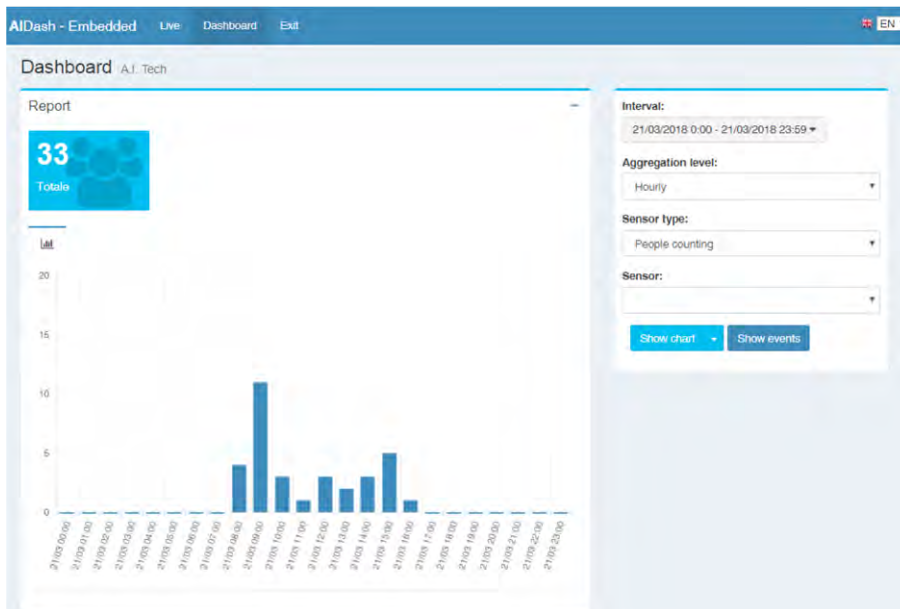 AIDash - Embedded Live Dashboard Exit EN
Dashboard A.I. Tech
Report
33
Totale
20
15
10
5
0
21/03 00:00
21/03 01:00
21/03 02:00
21/03 03:00
21/03 04:00
21/03 05:00
21/03 06:00
21/03 07:00
21/03 08:00
21/03 09:00
21/03 10:00
21/03 11:00
21/03 12:00
21/03 13:00
21/03 14:00
21/03 15:00
21/03 16:00
21/03 17:00
21/03 18:00
21/03 19:00
21/03 20:00
21/03 21:00
21/03 22:00
21/03 23:00
Interval:
21/03/2018 0:00 - 21/03/2018 23:59
Aggregation level:
Hourly
Sensor type:
People counting
Sensor:
Show chart
Show events